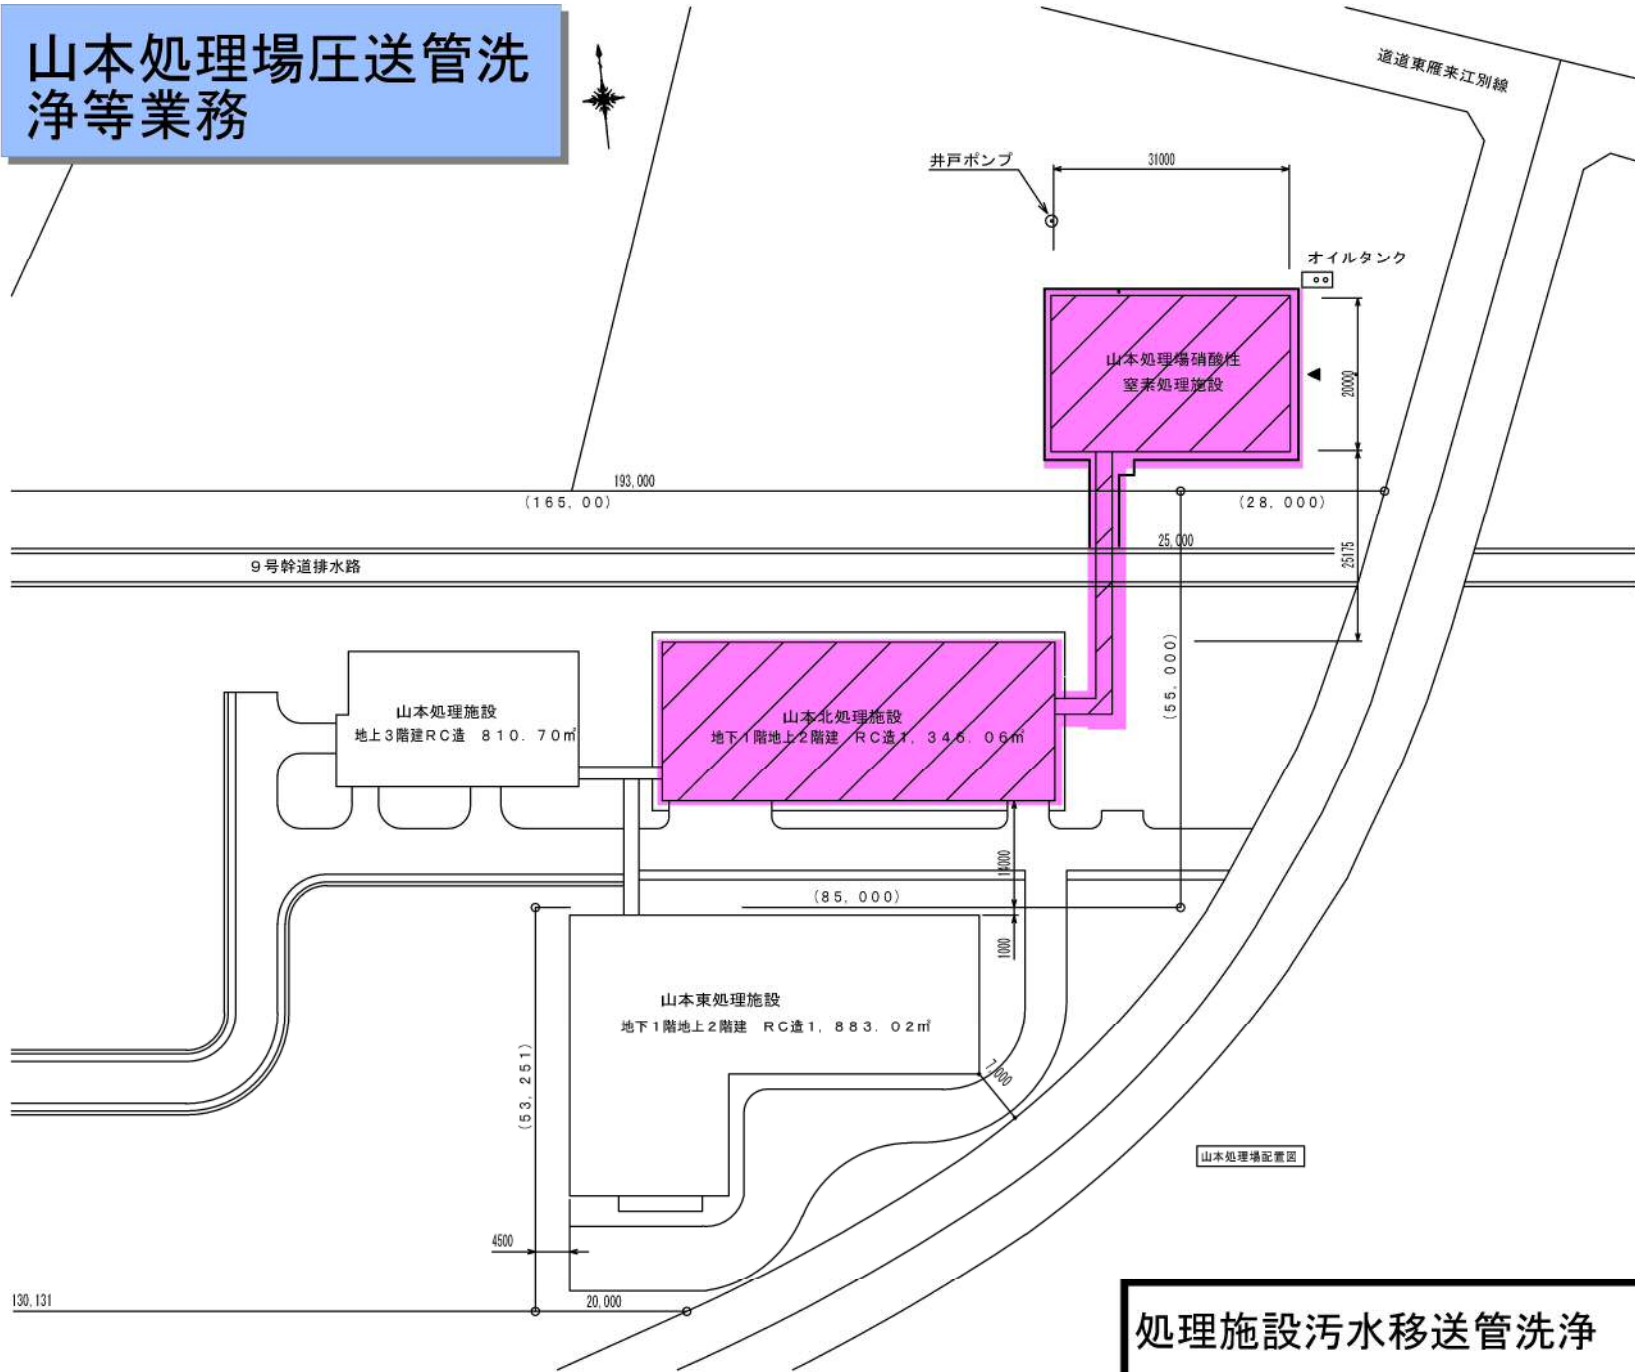 山本処理場圧送管洗
浄等業務
道道東雁来江別線
井戸ポンプ
31000
オイルタンク
山本処理場硝酸性
窒素処理施設
20000
193,000
(165.00)
(28.000)
25,000
25175
9号幹道排水路
(55.000)
山本処理施設
地上3階建RC造 810.70㎡
山本北処理施設
地下1階地上2階建 RC造1,346.06㎡
14000
(85.000)
1000
山本東処理施設
地下1階地上2階建 RC造1,883.02㎡
(53.251)
7,000
山本処理場配置図
4500
130,131
20,000
処理施設汚水移送管洗浄